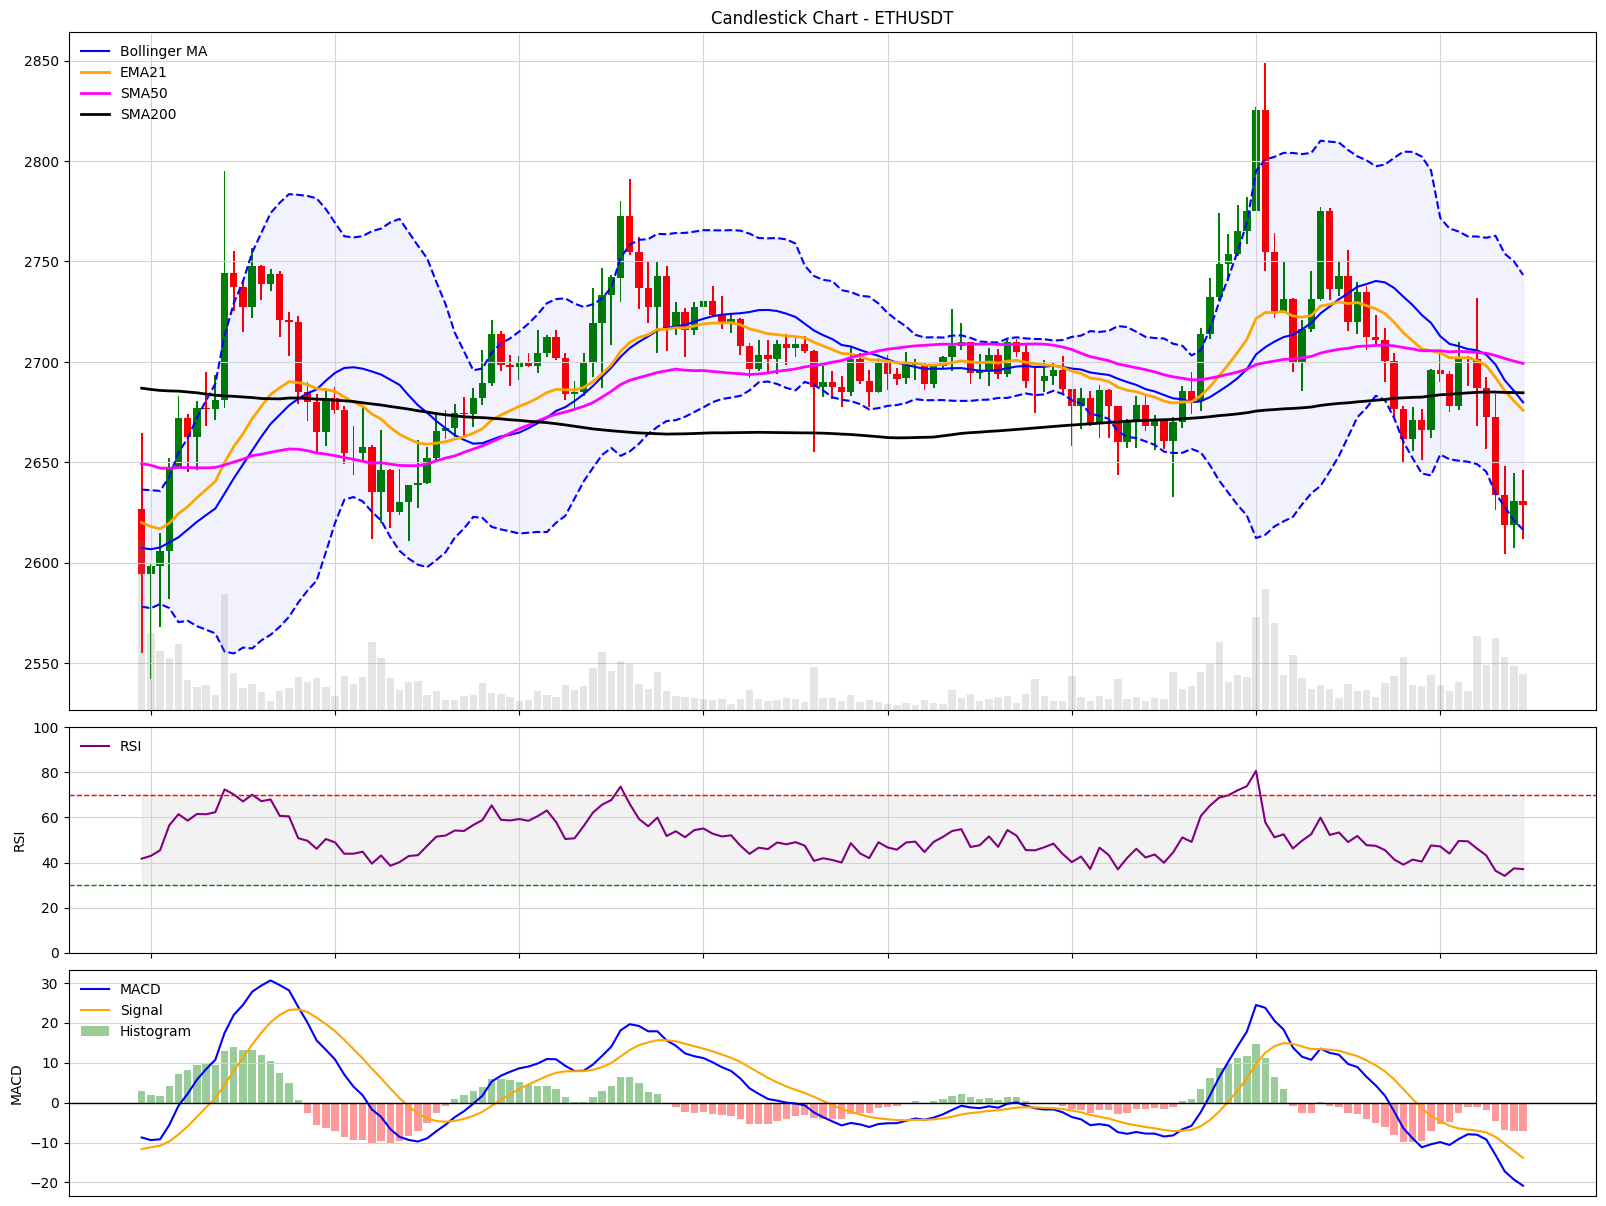 Candlestick Chart - ETHUSDT
Bollinger MA
EMA21
SMA50
SMA200
2850
2800
2750
2700
2650
2600
2550
RSI
RSI
100
80
60
40
20
0
MACD
Signal
Histogram
MACD
30
20
10
0
−10
−20